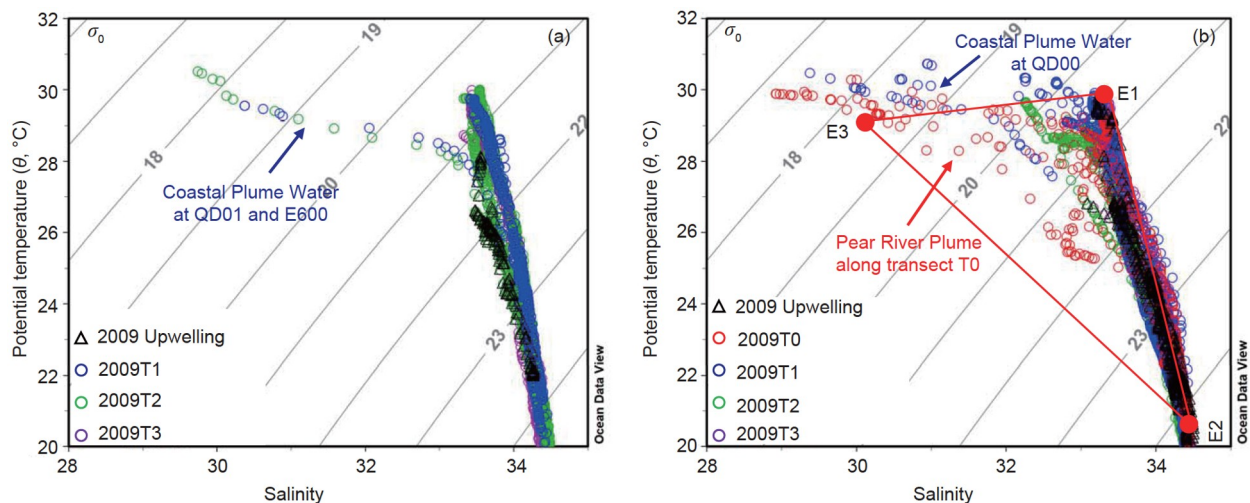 32
30
28
26
24
22
20
Potential temperature (θ, °C)
σ0
(a)
19
18
20
22
23
Coastal Plume Water
at QD01 and E600
2009 Upwelling
2009T1
2009T2
2009T3
28
30
32
34
Salinity
Ocean Data View
32
30
28
26
24
22
20
Potential temperature (θ, °C)
σ0
(b)
19
18
20
22
23
Coastal Plume Water
at QD00
E1
E3
Pear River Plume
along transect T0
E2
2009 Upwelling
2009T0
2009T1
2009T2
2009T3
28
30
32
34
Salinity
Ocean Data View